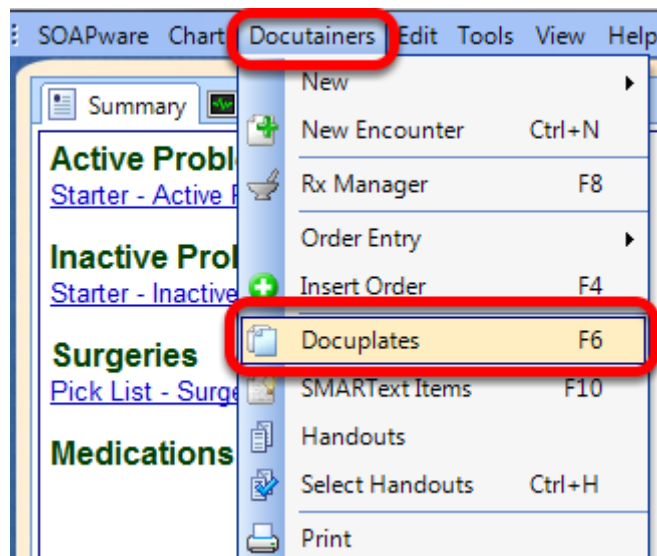 SOAPware Chart Docutainers Edit Tools View Help
Summary
New
New Encounter Ctrl+N
Active Probl
Starter - Active P
Rx Manager F8
Order Entry
Inactive Prol
Starter - Inactive
Insert Order F4
Docuplates F6
Surgeries
Pick List - Surge
SMARText Items F10
Handouts
Medications
Select Handouts Ctrl+H
Print